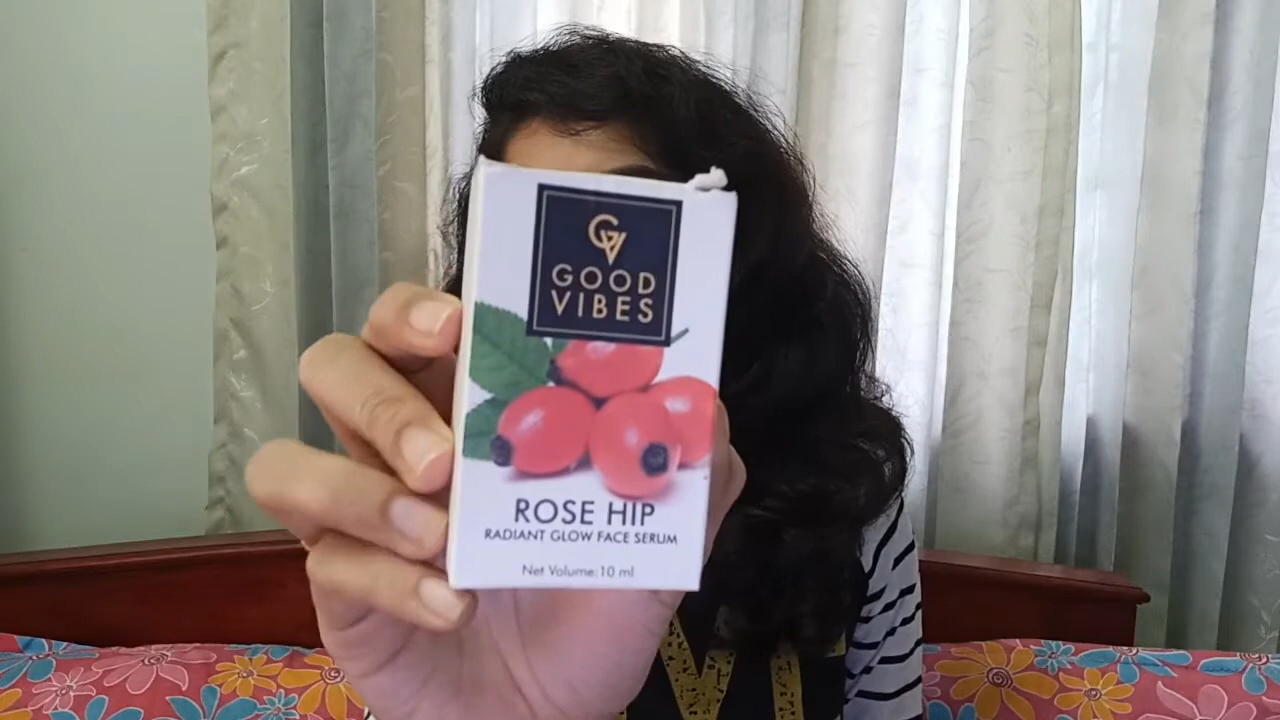 GV
GOOD
VIBES
ROSE HIP
RADIANT GLOW FACE SERUM
Net Volume:10 ml